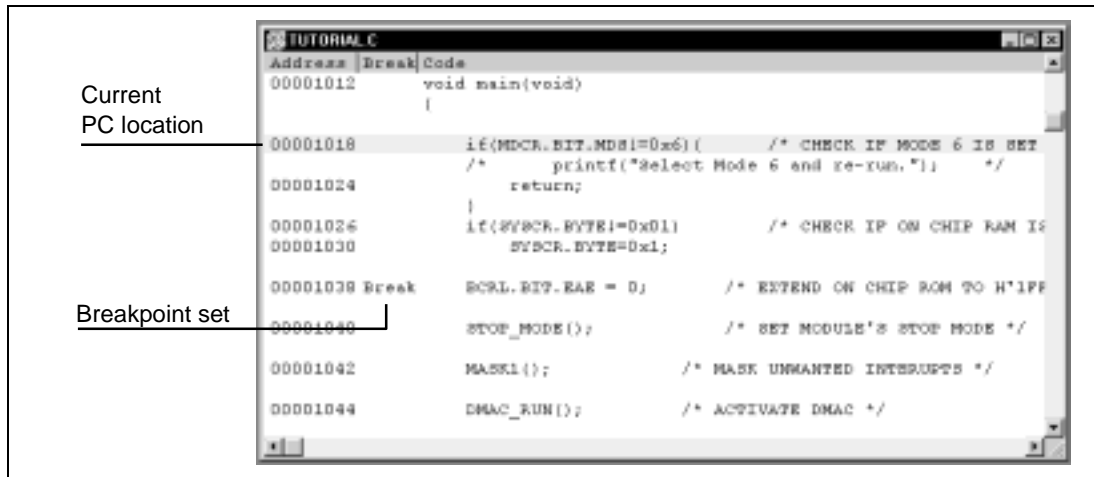 TUTORIAL.C
Address Break Code
00001012 void main(void)
{
Current
PC location
00001018 if(MDCR.BIT.MDS!=0x6){ /* CHECK IF MODE 6 IS SET
/* printf("Select Mode 6 and re-run."); */
00001024 return;
}
00001026 if(SYSCR.BYTE!=0x01) /* CHECK IF ON CHIP RAM IS
00001030 SYSCR.BYTE=0x1;
00001038 Break BCRL.BIT.EAE = 0; /* EXTEND ON CHIP ROM TO H'1FF
Breakpoint set
00001040 STOP_MODE(); /* SET MODULE'S STOP MODE */
00001042 MASK1(); /* MASK UNWANTED INTERUPTS */
00001044 DMAC_RUN(); /* ACTIVATE DMAC */